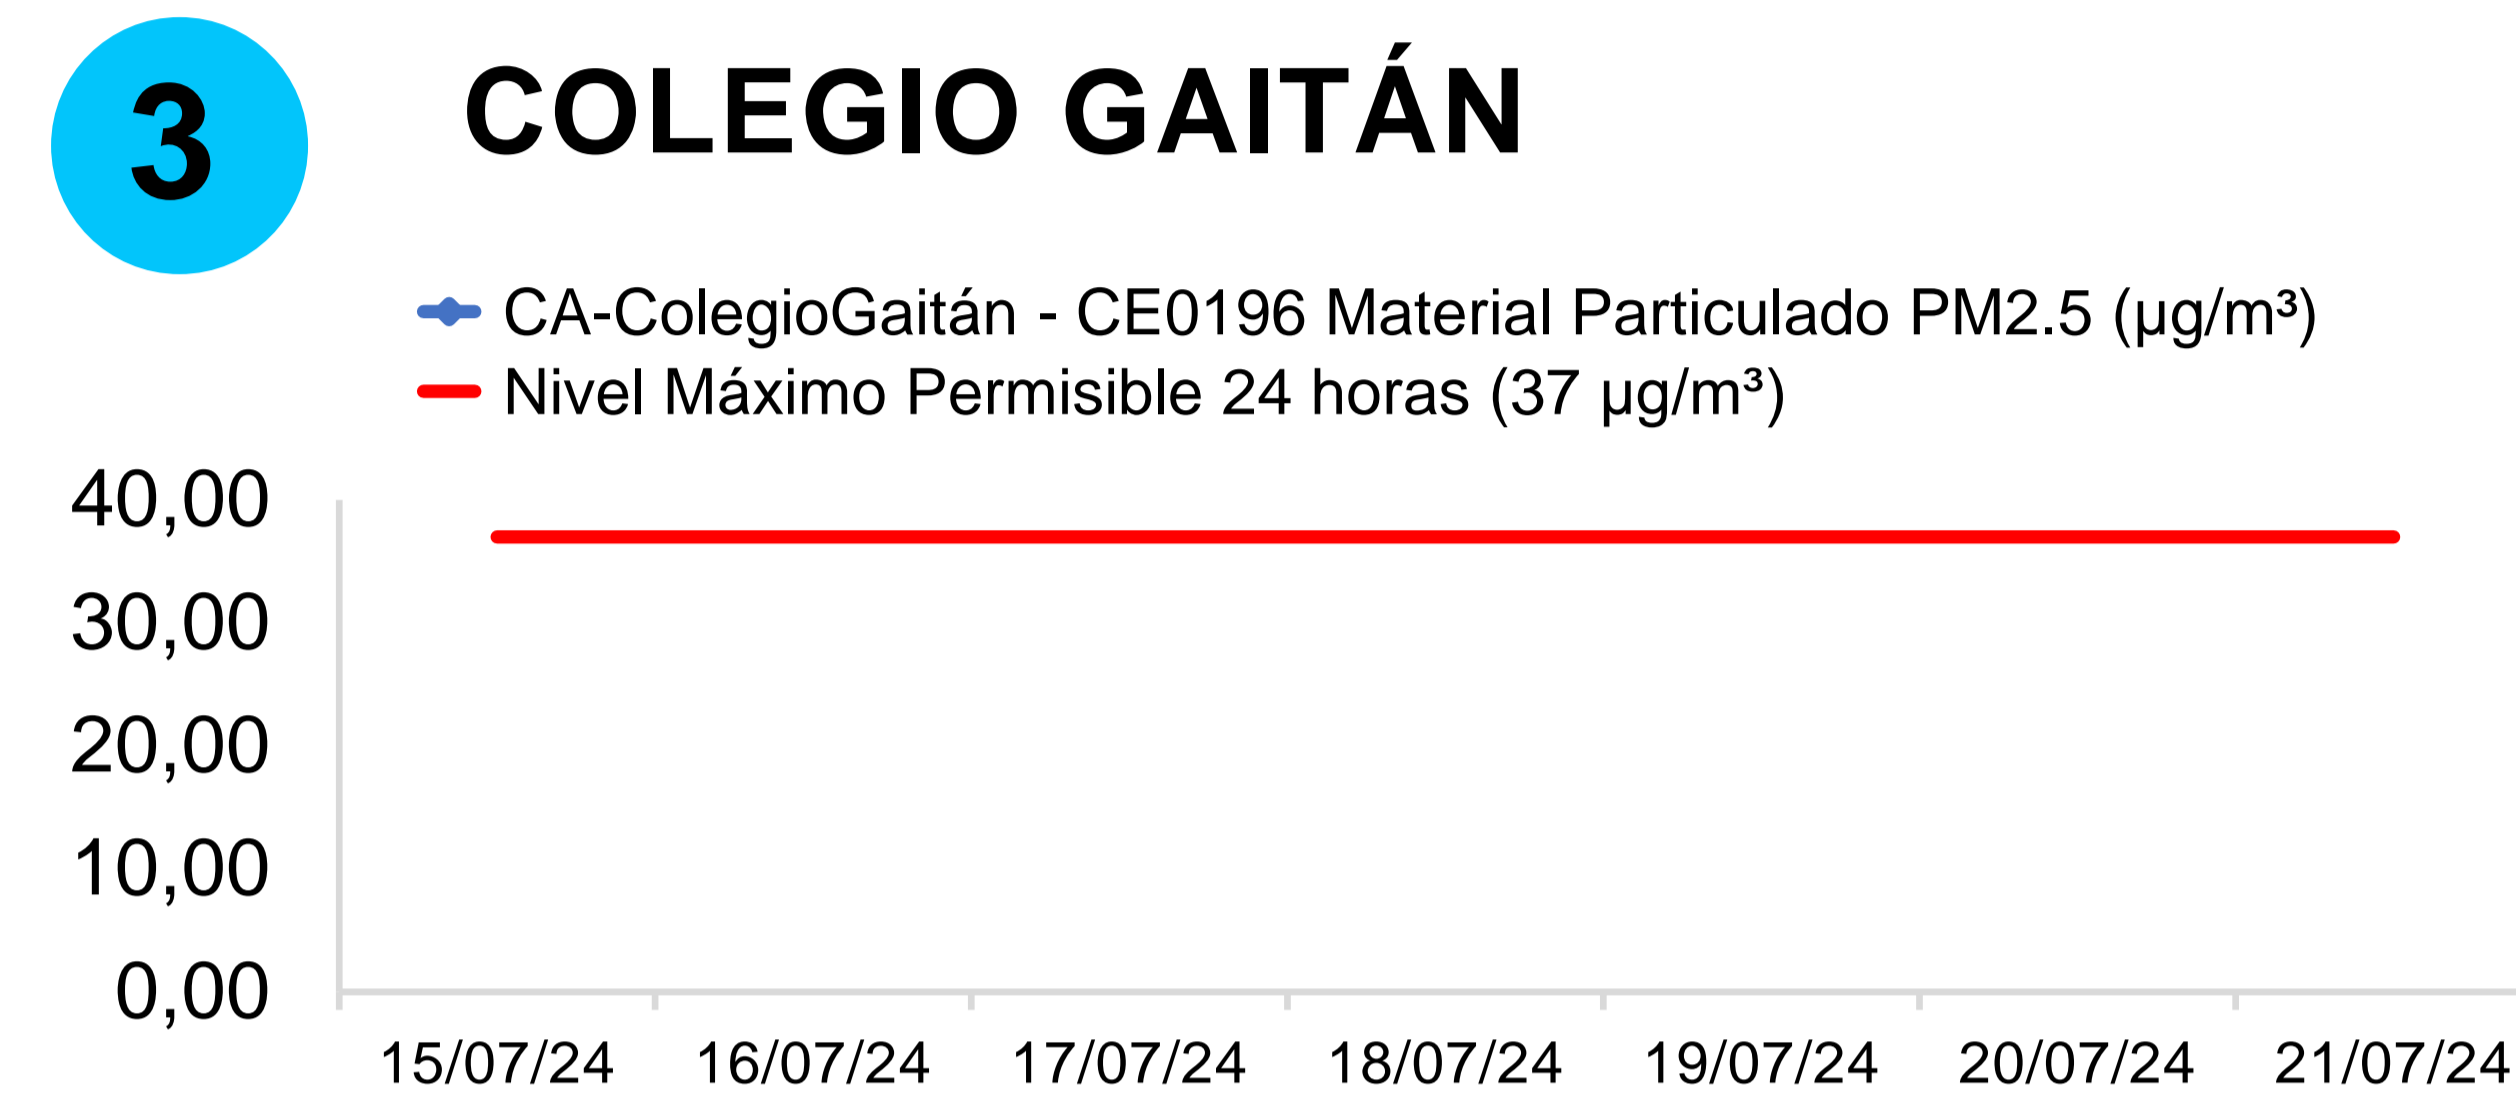 3
COLEGIO GAITÁN
CA-ColegioGaitán - CE0196 Material Particulado PM2.5 (µg/m³)
Nivel Máximo Permisible 24 horas (37 µg/m³)
40,00
30,00
20,00
10,00
0,00
15/07/24 16/07/24 17/07/24 18/07/24 19/07/24 20/07/24 21/07/24